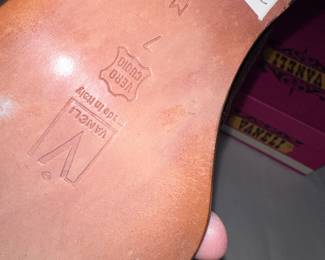 M
7
VERO
CUOIO
Made in Italy
VANELI
V
VANELI
VANELI